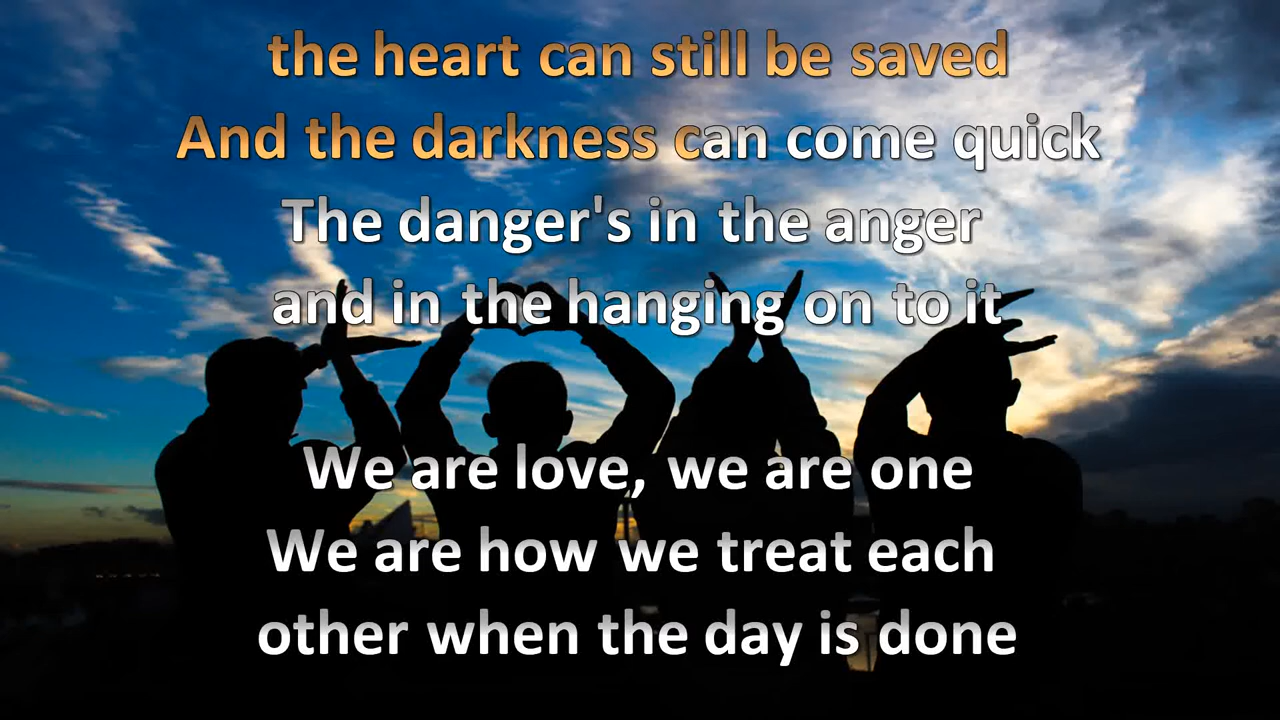 the heart can still be saved
And the darkness can come quick
The danger's in the anger
and in the hanging on to it
We are love, we are one
We are how we treat each
other when the day is done